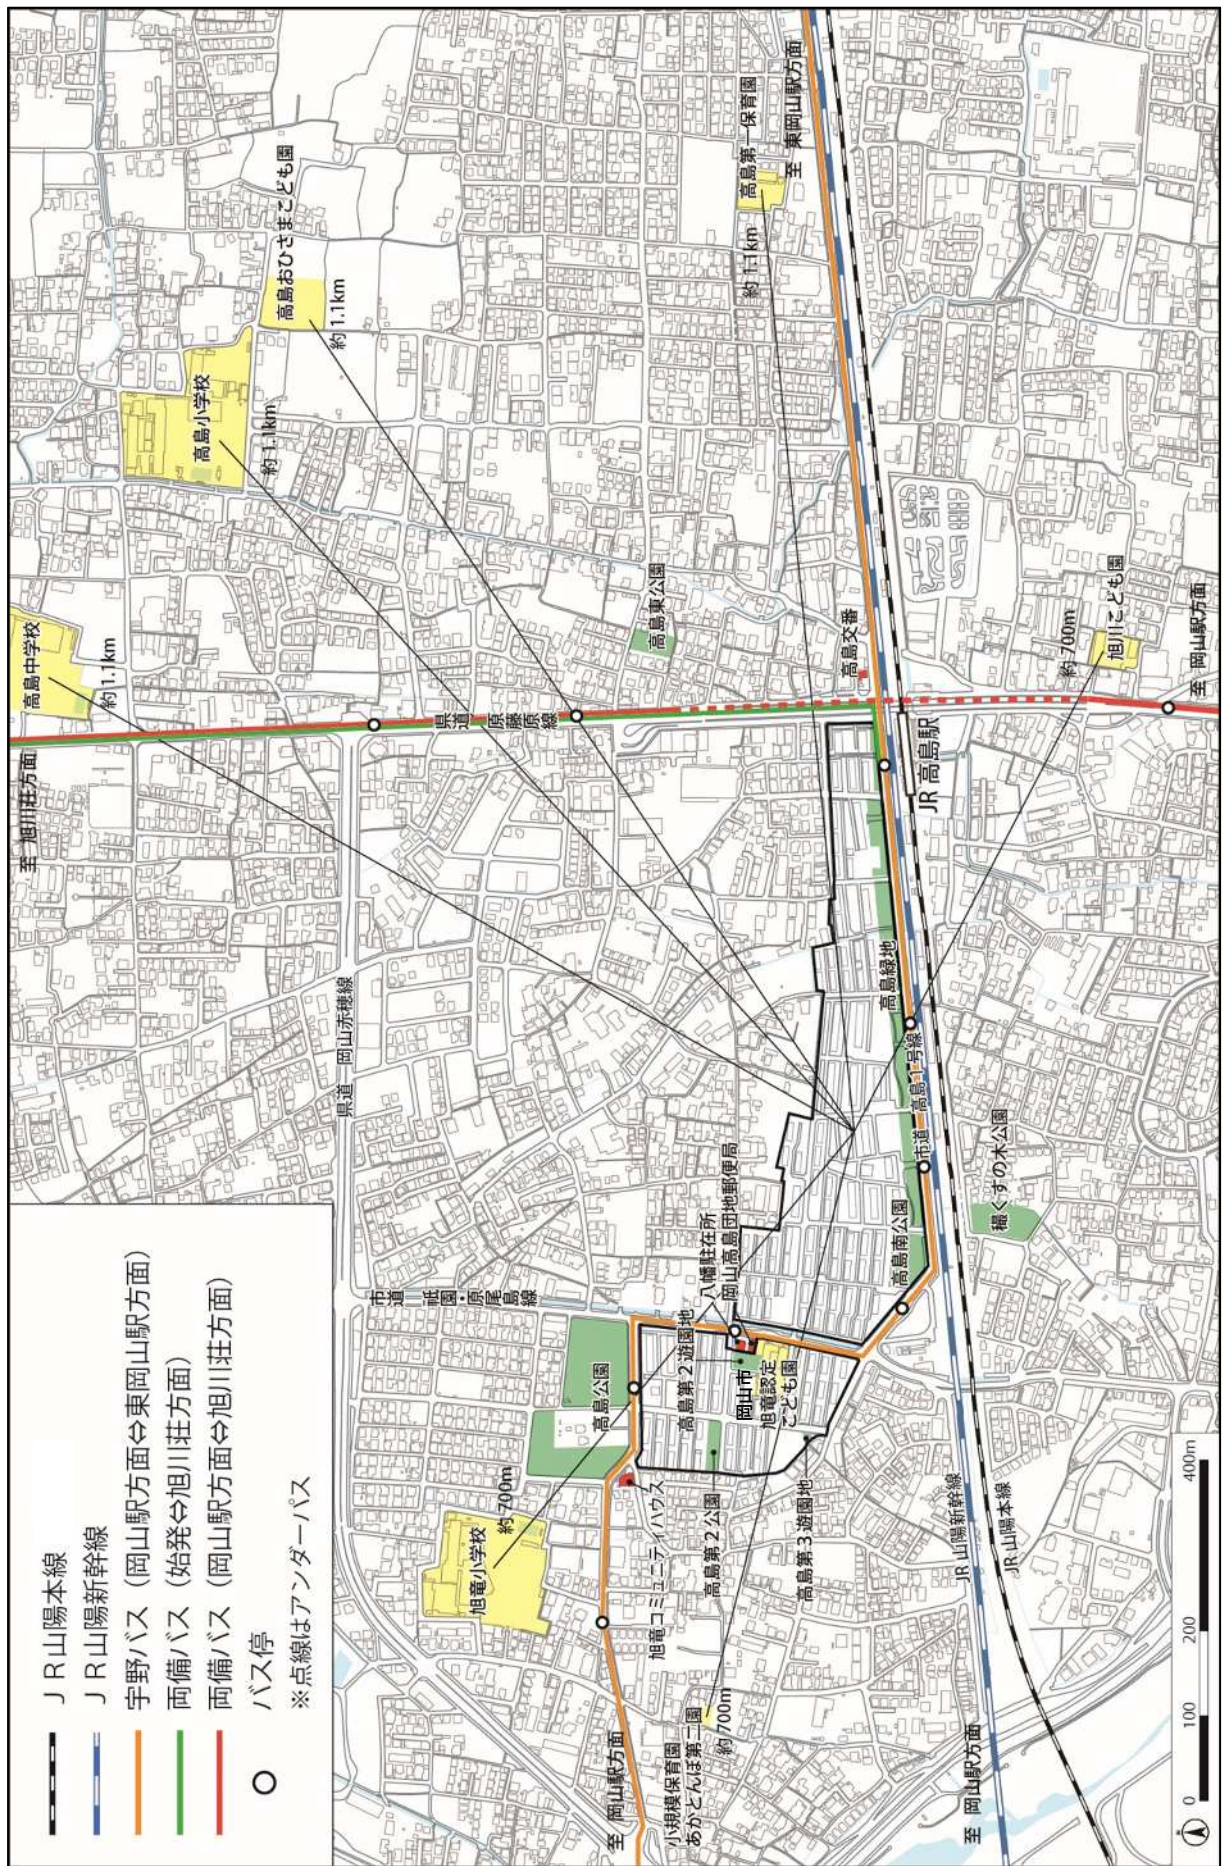 ＪＲ山陽本線
ＪＲ山陽新幹線
宇野バス（岡山駅方面⇔東岡山駅方面）
両備バス（始発⇔旭川荘方面）
両備バス（岡山駅方面⇔旭川荘方面）
バス停
※点線はアンダーパス
至 旭川荘方面
高島中学校
約1.1km
高島小学校
約1.1km
高島おひさまこども園
約1.1km
県道 岡山赤穂線
県道 原藤原線
市道 祇園・原尾島線
旭竜小学校
約700m
高島公園
旭竜コミュニティハウス
高島第２遊園地
八幡駐在所
岡山高島団地郵便局
高島東公園
高島第一保育園
約1.1km
至 東岡山駅方面
高島交番
至 岡山駅方面
小規模保育園
あかとんぼ第二園
約700m
高島第２公園
岡山市
旭竜認定
こども園
高島第３遊園地
高島南公園
市道 高島１号線
高島緑地
JR高島駅
穝くすの木公園
約700m
旭川こども園
至 岡山駅方面
至 岡山駅方面
JR山陽新幹線
JR山陽本線
0 100 200 400m